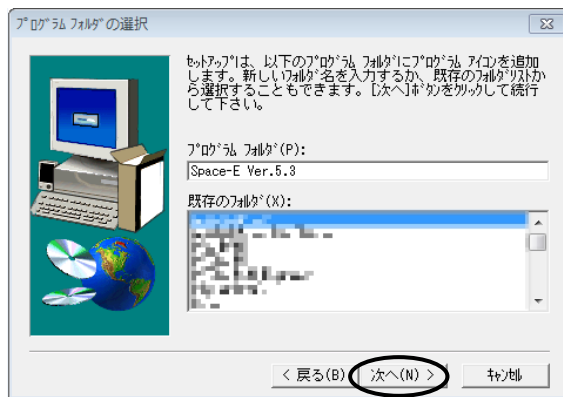 ﾌﾟﾛｸﾞﾗﾑ ﾌｫﾙﾀﾞの選択
ｾｯﾄｱｯﾌﾟは、以下のﾌﾟﾛｸﾞﾗﾑ ﾌｫﾙﾀﾞにﾌﾟﾛｸﾞﾗﾑ ｱｲｺﾝを追加
します。新しいﾌｫﾙﾀﾞ名を入力するか、既存のﾌｫﾙﾀﾞﾘｽﾄか
ら選択することもできます。[次へ]ﾎﾞﾀﾝをｸﾘｯｸして続行
して下さい。
ﾌﾟﾛｸﾞﾗﾑ ﾌｫﾙﾀﾞ(P):
Space-E Ver.5.3
既存のﾌｫﾙﾀﾞ(X):
< 戻る(B)
次へ(N) >
ｷｬﾝｾﾙ